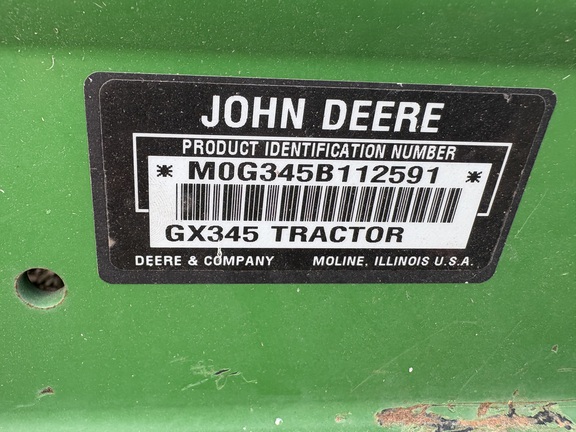 JOHN DEERE
PRODUCT IDENTIFICATION NUMBER
* M0G345B112591 *
GX345 TRACTOR
DEERE & COMPANY MOLINE, ILLINOIS U.S.A.